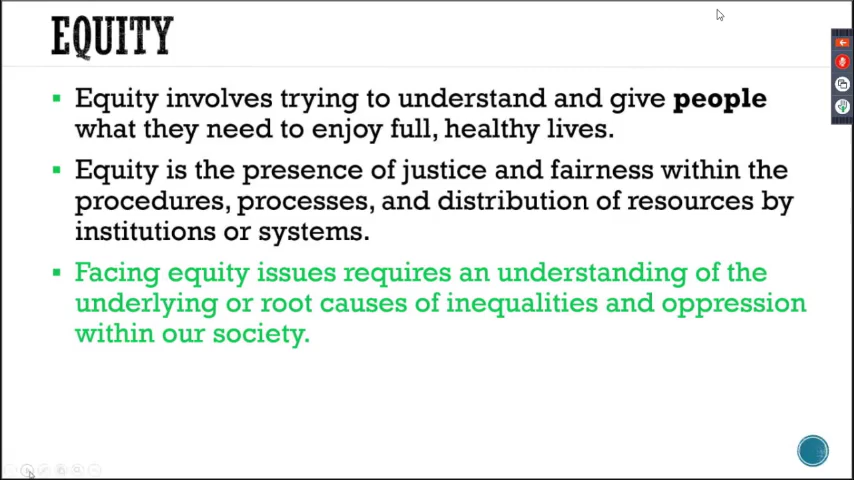 EQUITY
Equity involves trying to understand and give people
what they need to enjoy full, healthy lives.
Equity is the presence of justice and fairness within the
procedures, processes, and distribution of resources by
institutions or systems.
Facing equity issues requires an understanding of the
underlying or root causes of inequalities and oppression
within our society.